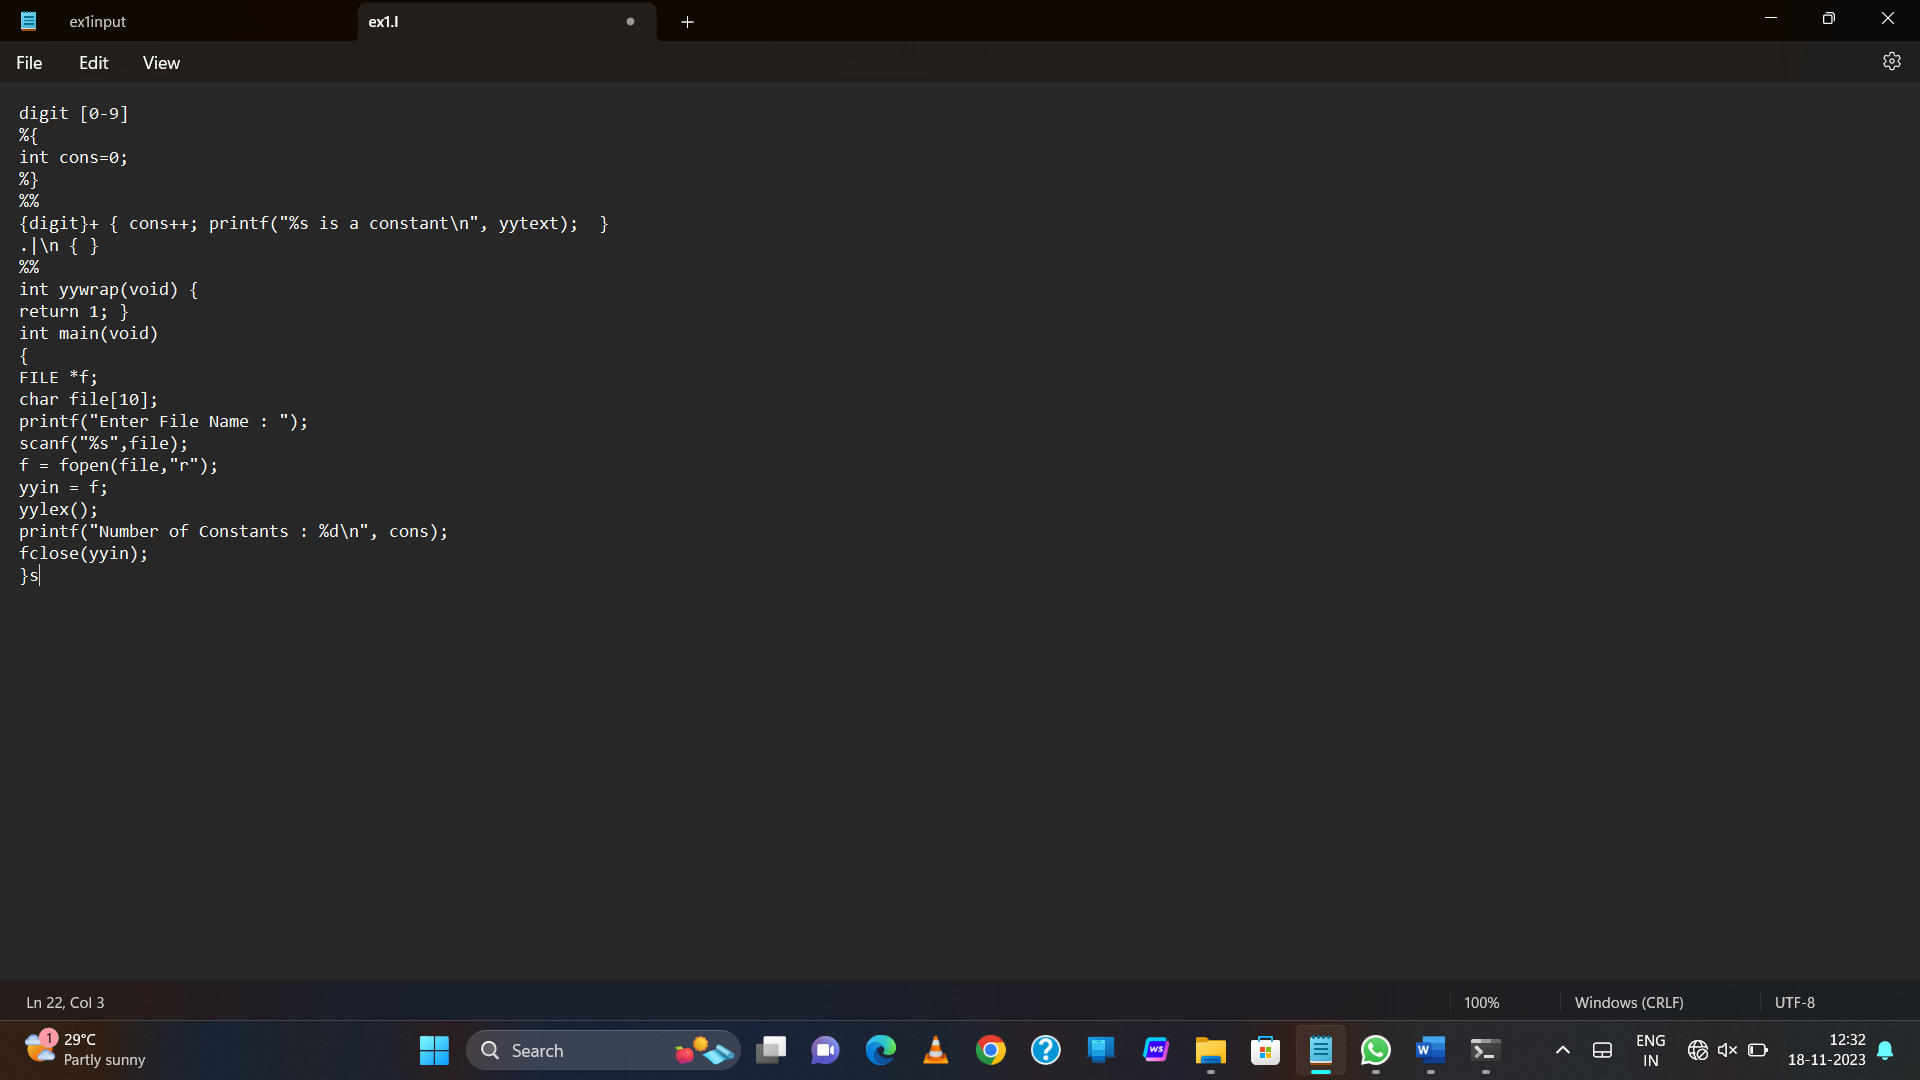 ex1input
ex1.l
File Edit View
digit [0-9]
%{
int cons=0;
%}
%%
{digit}+ { cons++; printf("%s is a constant\n", yytext);  }
.|\n { }
%%
int yywrap(void) {
return 1; }
int main(void)
{
FILE *f;
char file[10];
printf("Enter File Name : ");
scanf("%s",file);
f = fopen(file,"r");
yyin = f;
yylex();
printf("Number of Constants : %d\n", cons);
fclose(yyin);
}s
Ln 22, Col 3
100%
Windows (CRLF)
UTF-8
1
29°C
Partly sunny
Search
WS
W
ENG
IN
12:32
18-11-2023